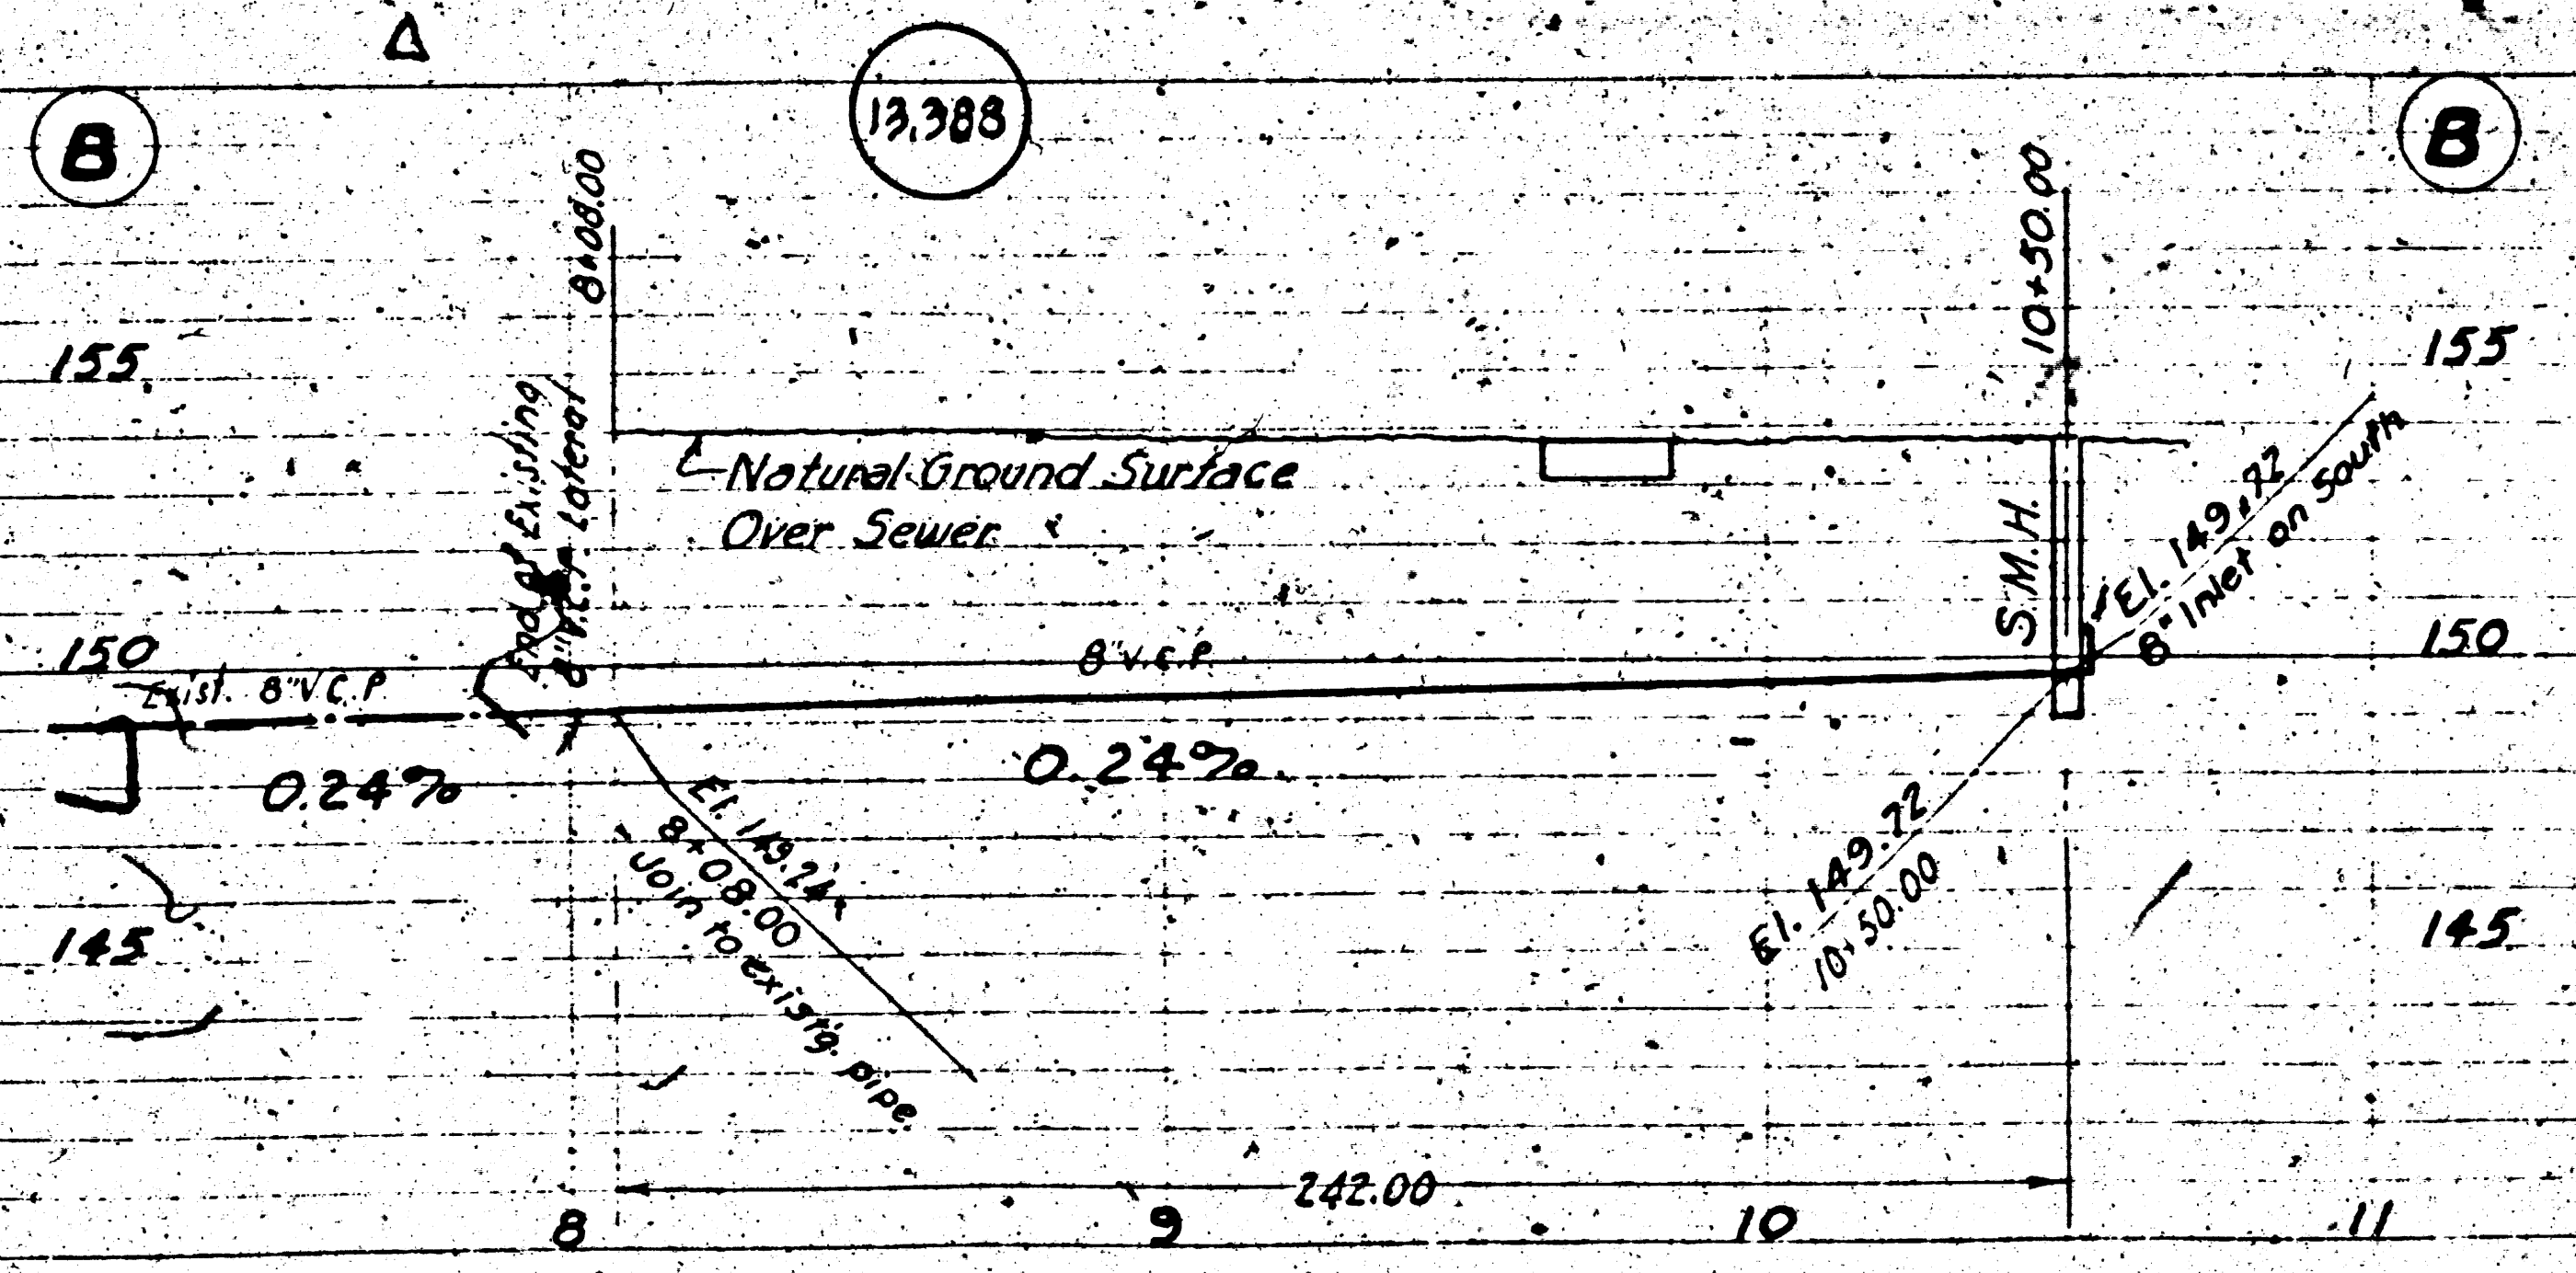 B
13,388
B
8+08.00
10+50.00
155
155
End of Existing
8" V.C.P. Lateral
Natural Ground Surface
Over Sewer
S.M.H.
El. 149.92
8" Inlet on South
150
150
Exist. 8" V.C.P.
8" V.C.P.
0.24%
0.24%
El. 149.24
8+08.00
Join to exist'g. pipe
El. 149.72
10+50.00
145
145
242.00
8
9
10
11